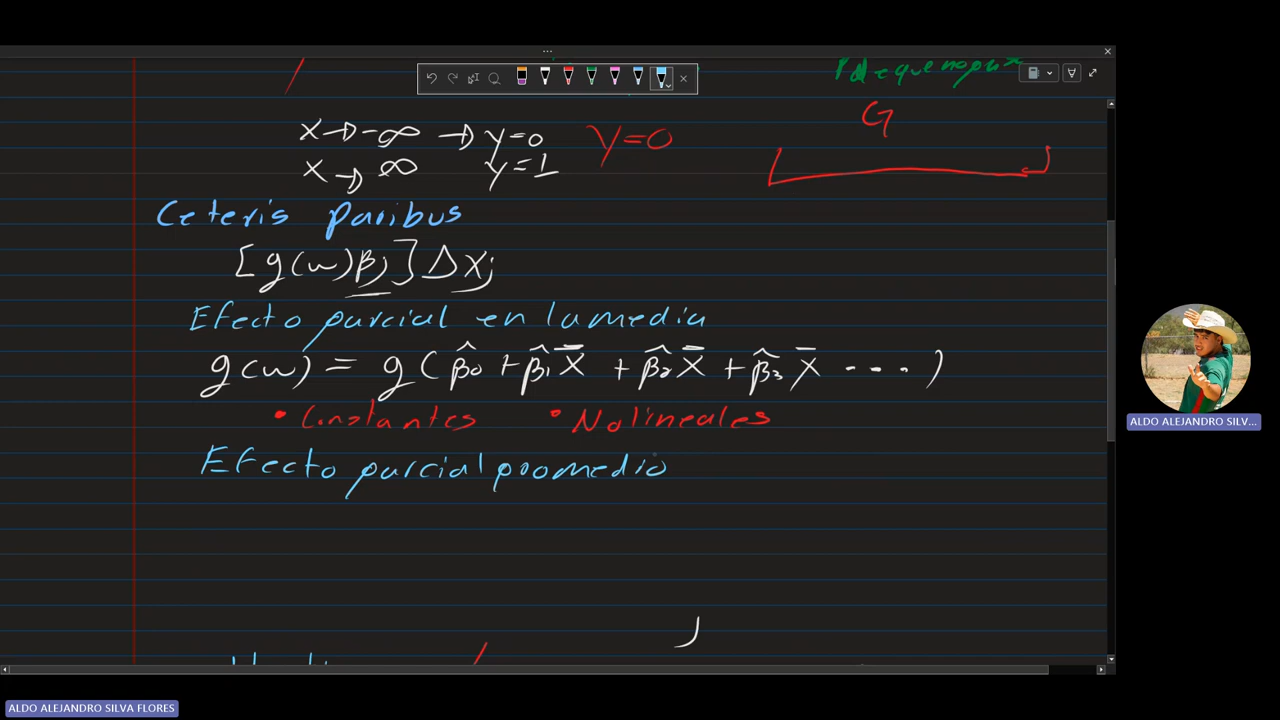 G
x → -∞ → y=0 Y=0
x → ∞ y=1
Ceteris paribus
[g(w)βj]ΔXj
Efecto parcial en la media
g(w) = g(β̂0 + β̂1 X̄ + β̂2 X̄ + β̂3 X̄ ....)
• Constantes • No lineales
Efecto parcial promedio
ALDO ALEJANDRO SILV...
ALDO ALEJANDRO SILVA FLORES